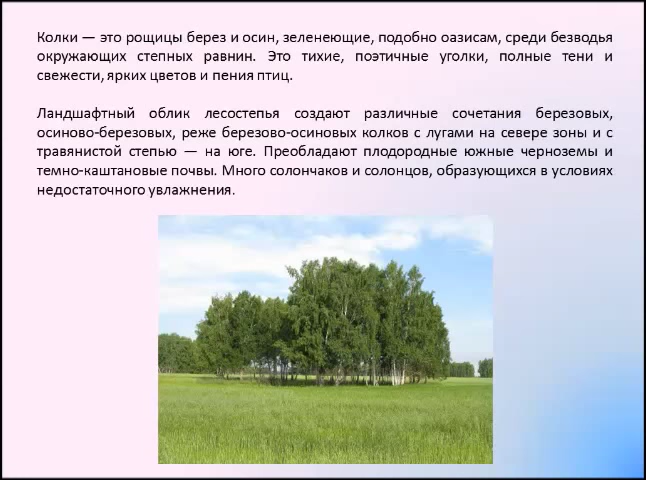 Колки — это рощицы берез и осин, зеленеющие, подобно оазисам, среди безводья
окружающих степных равнин. Это тихие, поэтичные уголки, полные тени и
свежести, ярких цветов и пения птиц.
Ландшафтный облик лесостепья создают различные сочетания березовых,
осиново-березовых, реже березово-осиновых колков с лугами на севере зоны и с
травянистой степью — на юге. Преобладают плодородные южные черноземы и
темно-каштановые почвы. Много солончаков и солонцов, образующихся в условиях
недостаточного увлажнения.